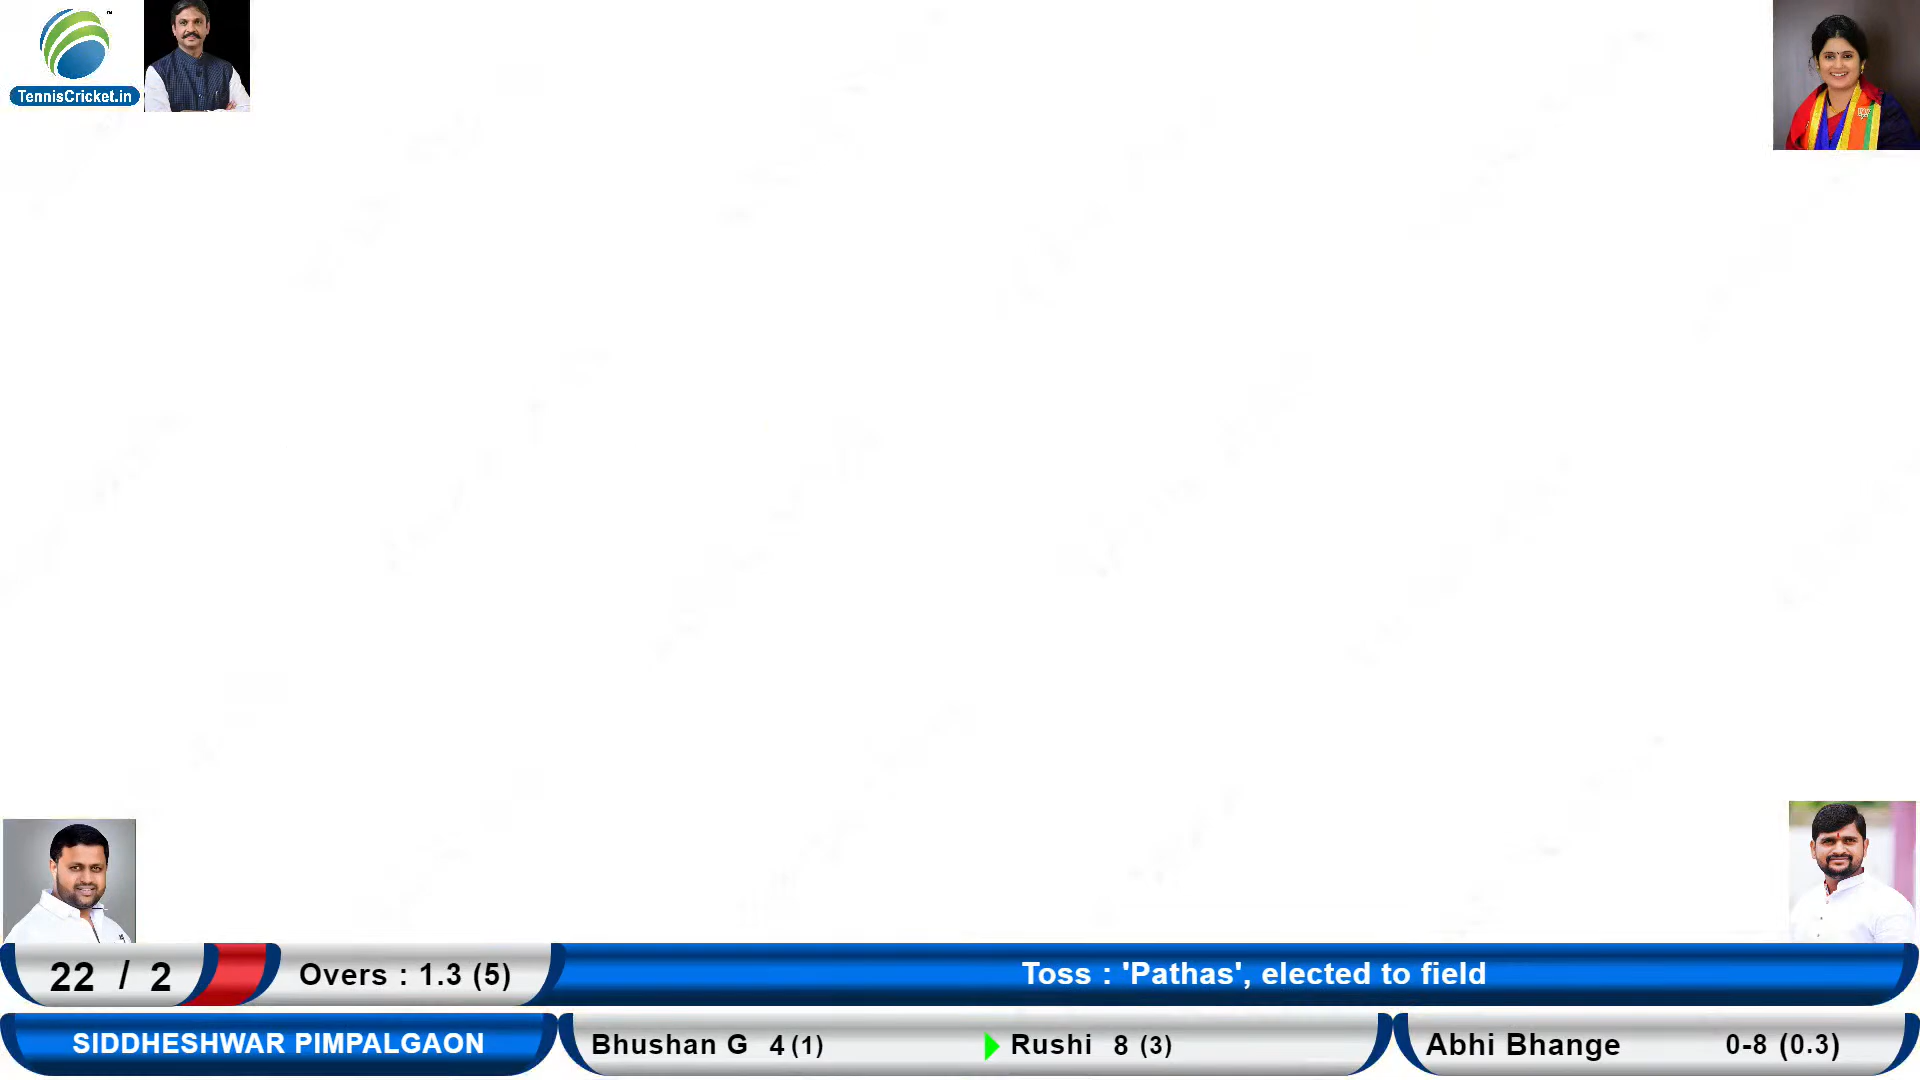 TennisCricket.in
22 / 2
Overs : 1.3 (5)
Toss : 'Pathas', elected to field
SIDDHESHWAR PIMPALGAON
Bhushan G 4 (1)
Rushi 8 (3)
Abhi Bhange 0-8 (0.3)